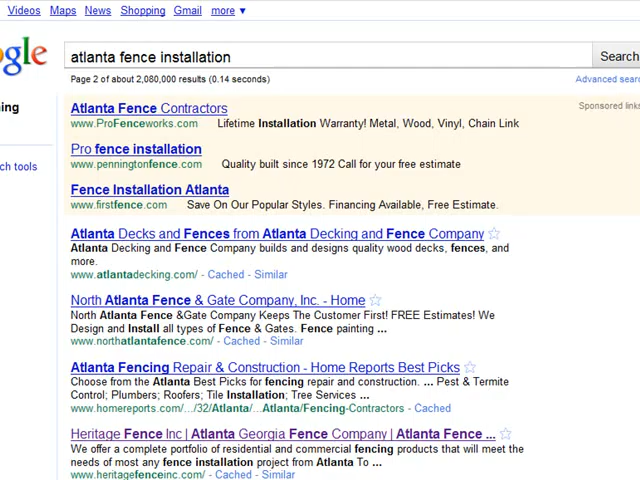 Videos Maps News Shopping Gmail more ▼
ogle
atlanta fence installation Search
Page 2 of about 2,080,000 results (0.14 seconds) Advanced sear
ning Atlanta Fence Contractors Sponsored links
www.ProFenceworks.com Lifetime Installation Warranty! Metal, Wood, Vinyl, Chain Link
Pro fence installation
ch tools www.penningtonfence.com Quality built since 1972 Call for your free estimate
Fence Installation Atlanta
www.firstfence.com Save On Our Popular Styles. Financing Available, Free Estimate.
Atlanta Decks and Fences from Atlanta Decking and Fence Company
Atlanta Decking and Fence Company builds and designs quality wood decks, fences, and
more.
www.atlantadecking.com/ - Cached - Similar
North Atlanta Fence & Gate Company, Inc. - Home
North Atlanta Fence &Gate Company Keeps The Customer First! FREE Estimates! We
Design and Install all types of Fence & Gates. Fence painting ...
www.northatlantafence.com/ - Cached - Similar
Atlanta Fencing Repair & Construction - Home Reports Best Picks
Choose from the Atlanta Best Picks for fencing repair and construction. ... Pest & Termite
Control; Plumbers; Roofers; Tile Installation; Tree Services ...
www.homereports.com/.../32/Atlanta/...Atlanta/Fencing-Contractors - Cached
Heritage Fence Inc | Atlanta Georgia Fence Company | Atlanta Fence ...
We offer a complete portfolio of residential and commercial fencing products that will meet the
needs of most any fence installation project from Atlanta To ...
www.heritagefenceinc.com/ - Cached - Similar